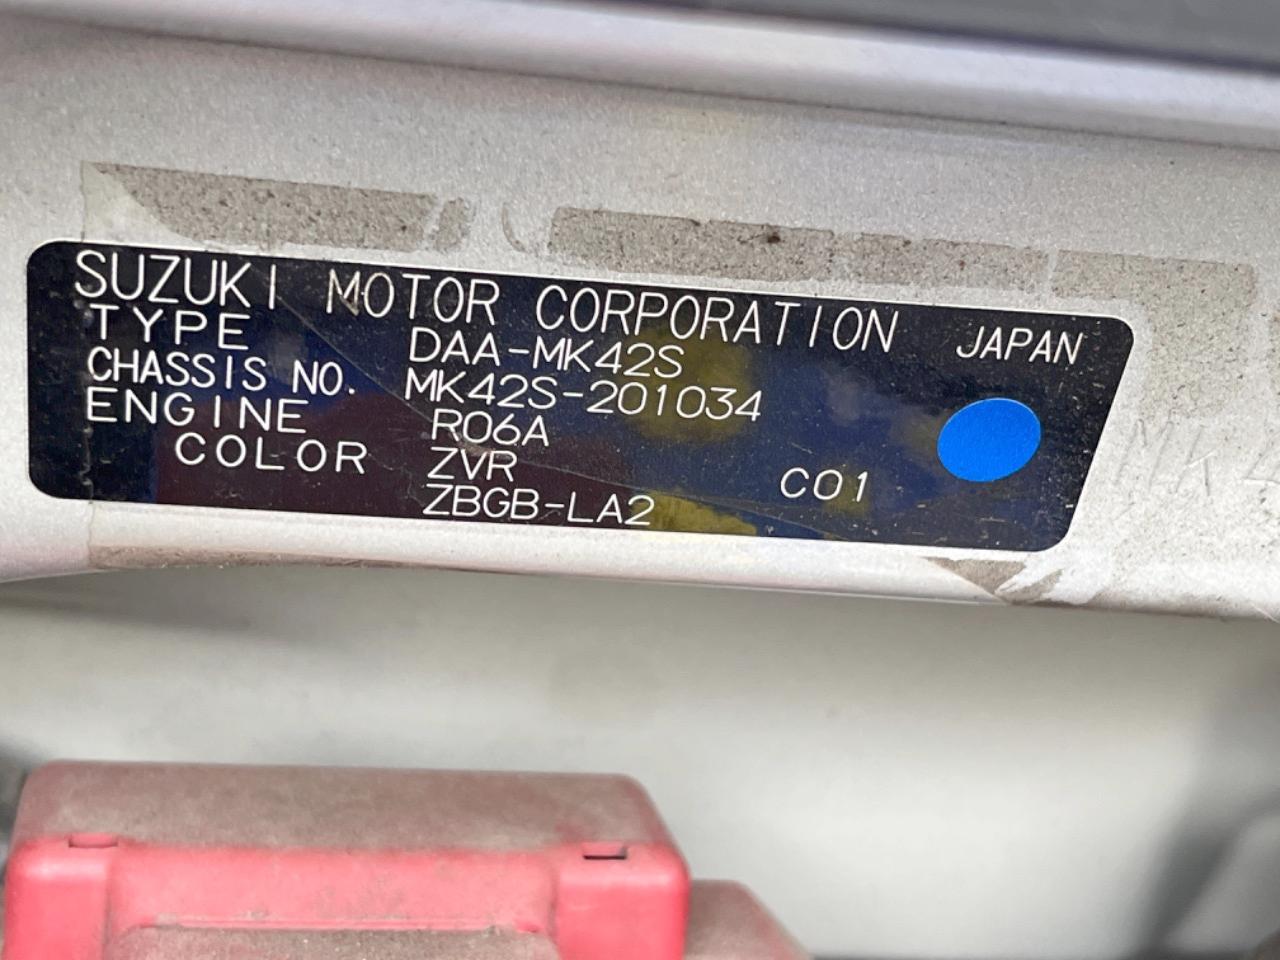 SUZUKI MOTOR CORPORATION JAPAN
TYPE DAA-MK42S
CHASSIS NO. MK42S-201034
ENGINE R06A
COLOR ZVR C01
ZBGB-LA2